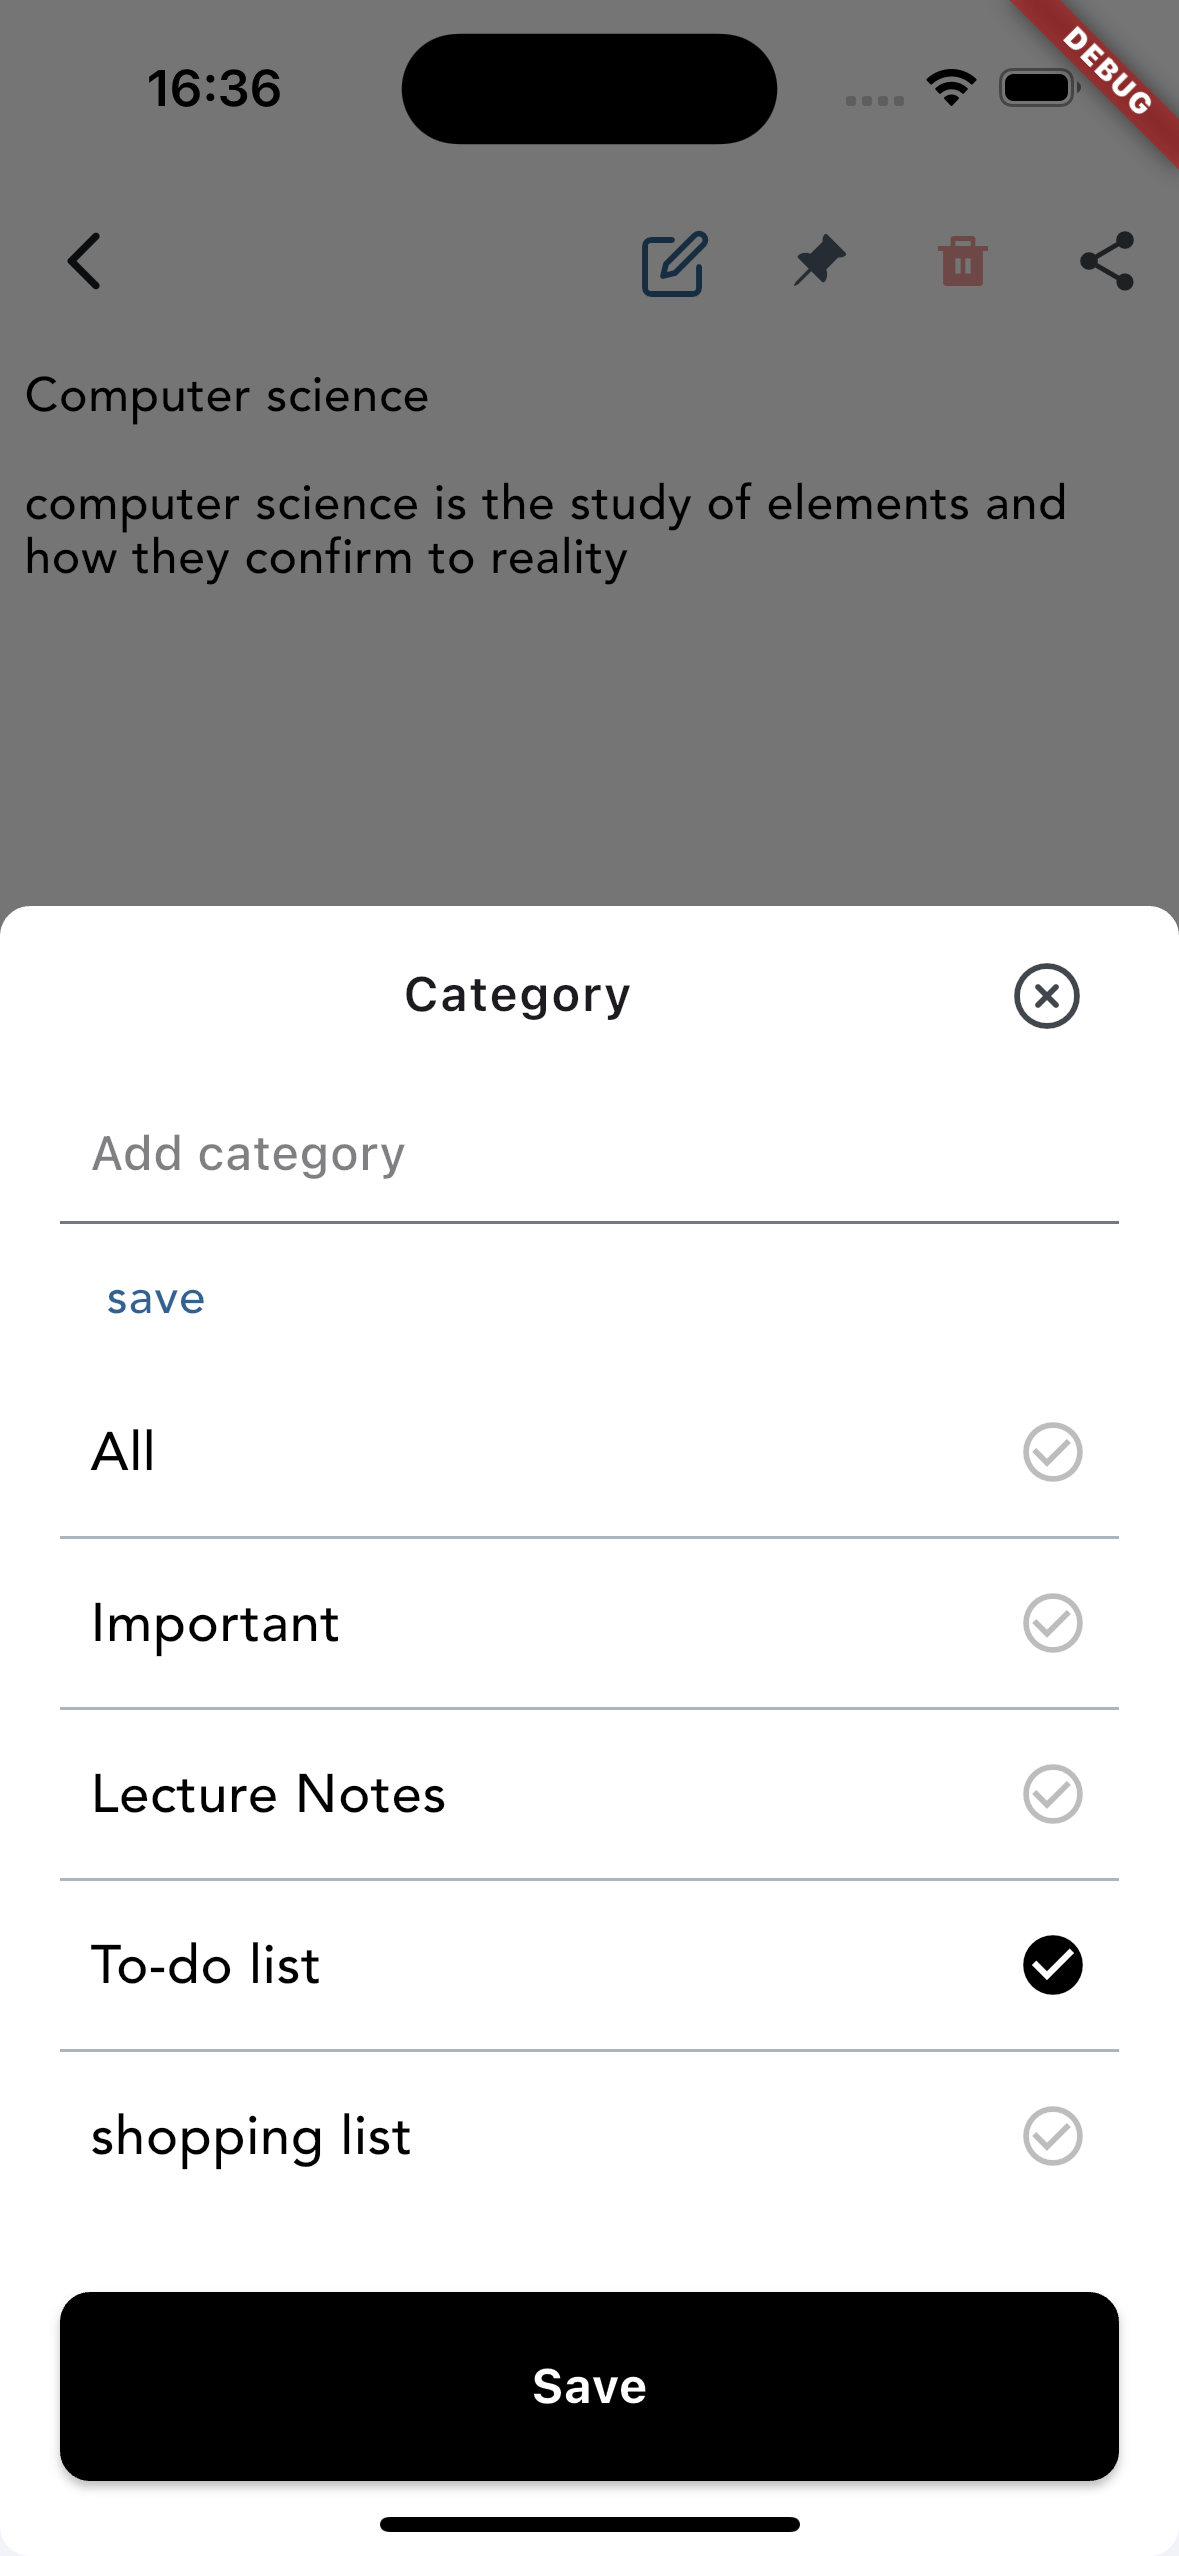 16:36
DEBUG
Computer science
computer science is the study of elements and
how they confirm to reality
Category
Add category
save
All
Important
Lecture Notes
To-do list
shopping list
Save